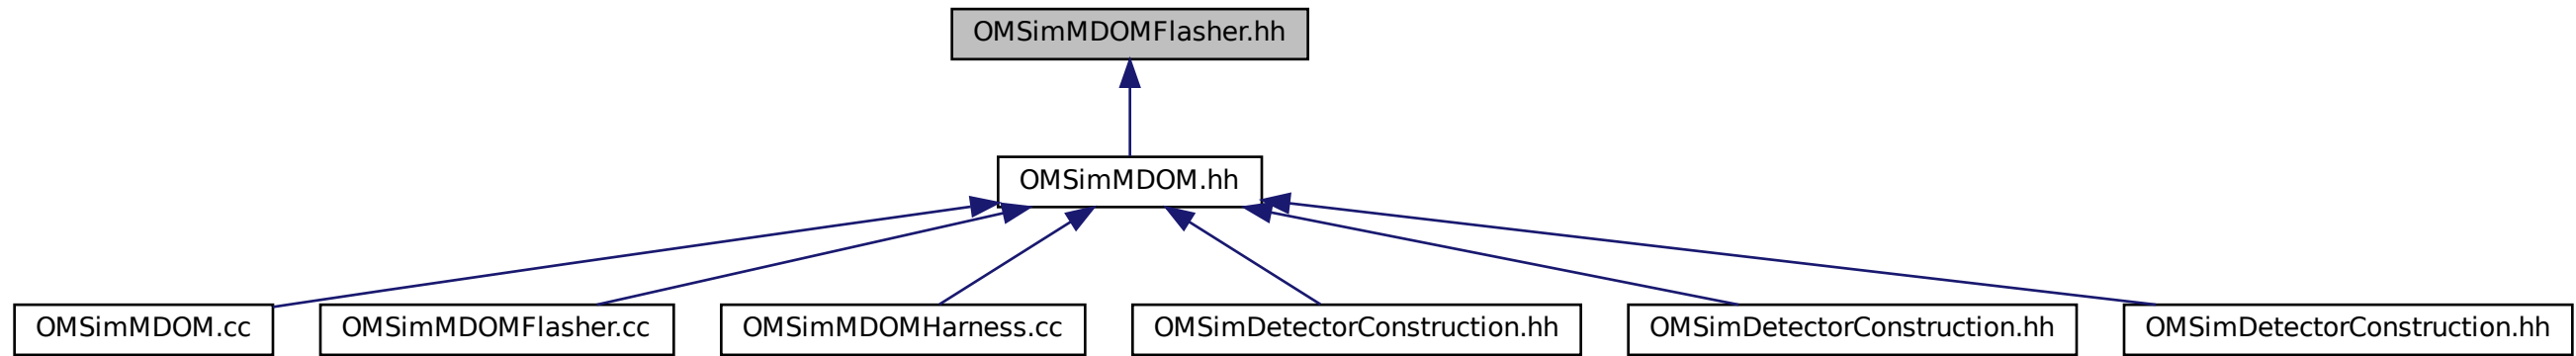 OMSimMDOMFlasher.hh
OMSimMDOM.hh
OMSimMDOM.cc
OMSimMDOMFlasher.cc
OMSimMDOMHarness.cc
OMSimDetectorConstruction.hh
OMSimDetectorConstruction.hh
OMSimDetectorConstruction.hh